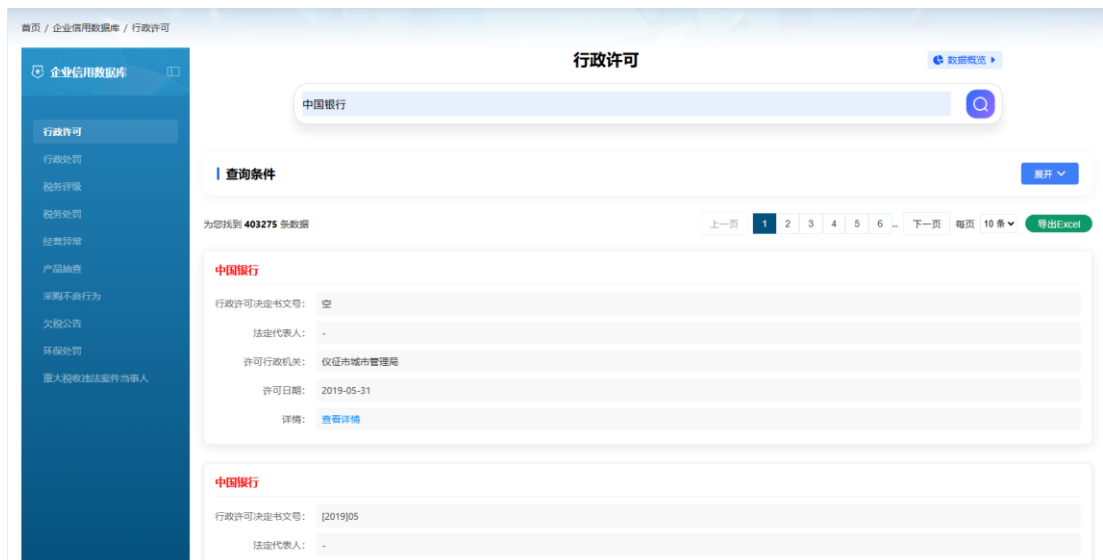 首页 / 企业信用数据库 / 行政许可
企业信用数据库
行政许可
行政处罚
税务评级
税务处罚
经营异常
产品抽查
采购不良行为
欠税公告
环保处罚
重大税收违法案件当事人
行政许可
数据概览
中国银行
查询条件
展开
为您找到 403275 条数据
上一页 1 2 3 4 5 6 ... 下一页 每页 10 条 导出Excel
中国银行
行政许可决定书文号: 空
法定代表人: -
许可行政机关: 仪征市城市管理局
许可日期: 2019-05-31
详情: 查看详情
中国银行
行政许可决定书文号: [2019]05
法定代表人: -